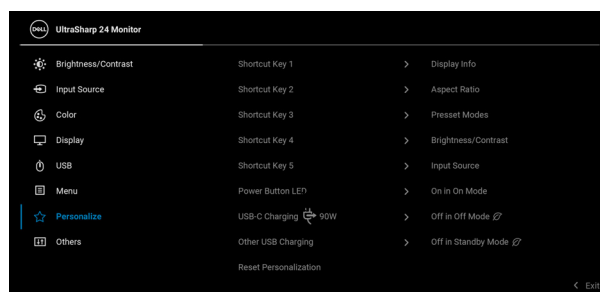 DELL UltraSharp 24 Monitor
Brightness/Contrast Shortcut Key 1 > Display Info
Input Source Shortcut Key 2 > Aspect Ratio
Color Shortcut Key 3 > Presset Modes
Display Shortcut Key 4 > Brightness/Contrast
USB Shortcut Key 5 > Input Source
Menu Power Button LED > On in On Mode
Personalize USB-C Charging 90W > Off in Off Mode
Others Other USB Charging > Off in Standby Mode
Reset Personalization
< Exit